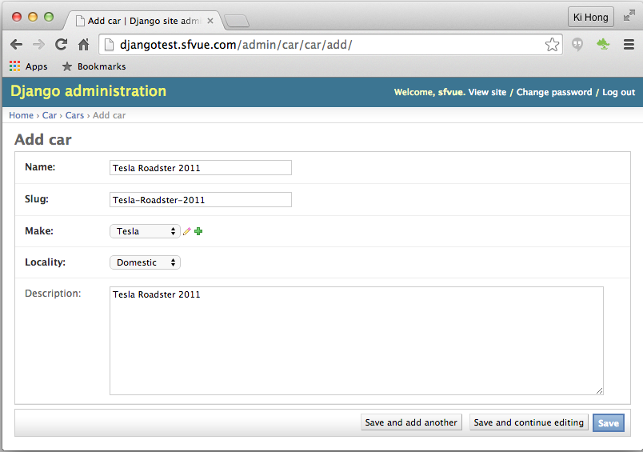 Add car | Django site admi
Ki Hong
djangotest.sfvue.com/admin/car/car/add/
Apps Bookmarks
Django administration
Welcome, sfvue. View site / Change password / Log out
Home › Car › Cars › Add car
Add car
Name: Tesla Roadster 2011
Slug: Tesla-Roadster-2011
Make: Tesla
Locality: Domestic
Description: Tesla Roadster 2011
Save and add another Save and continue editing Save